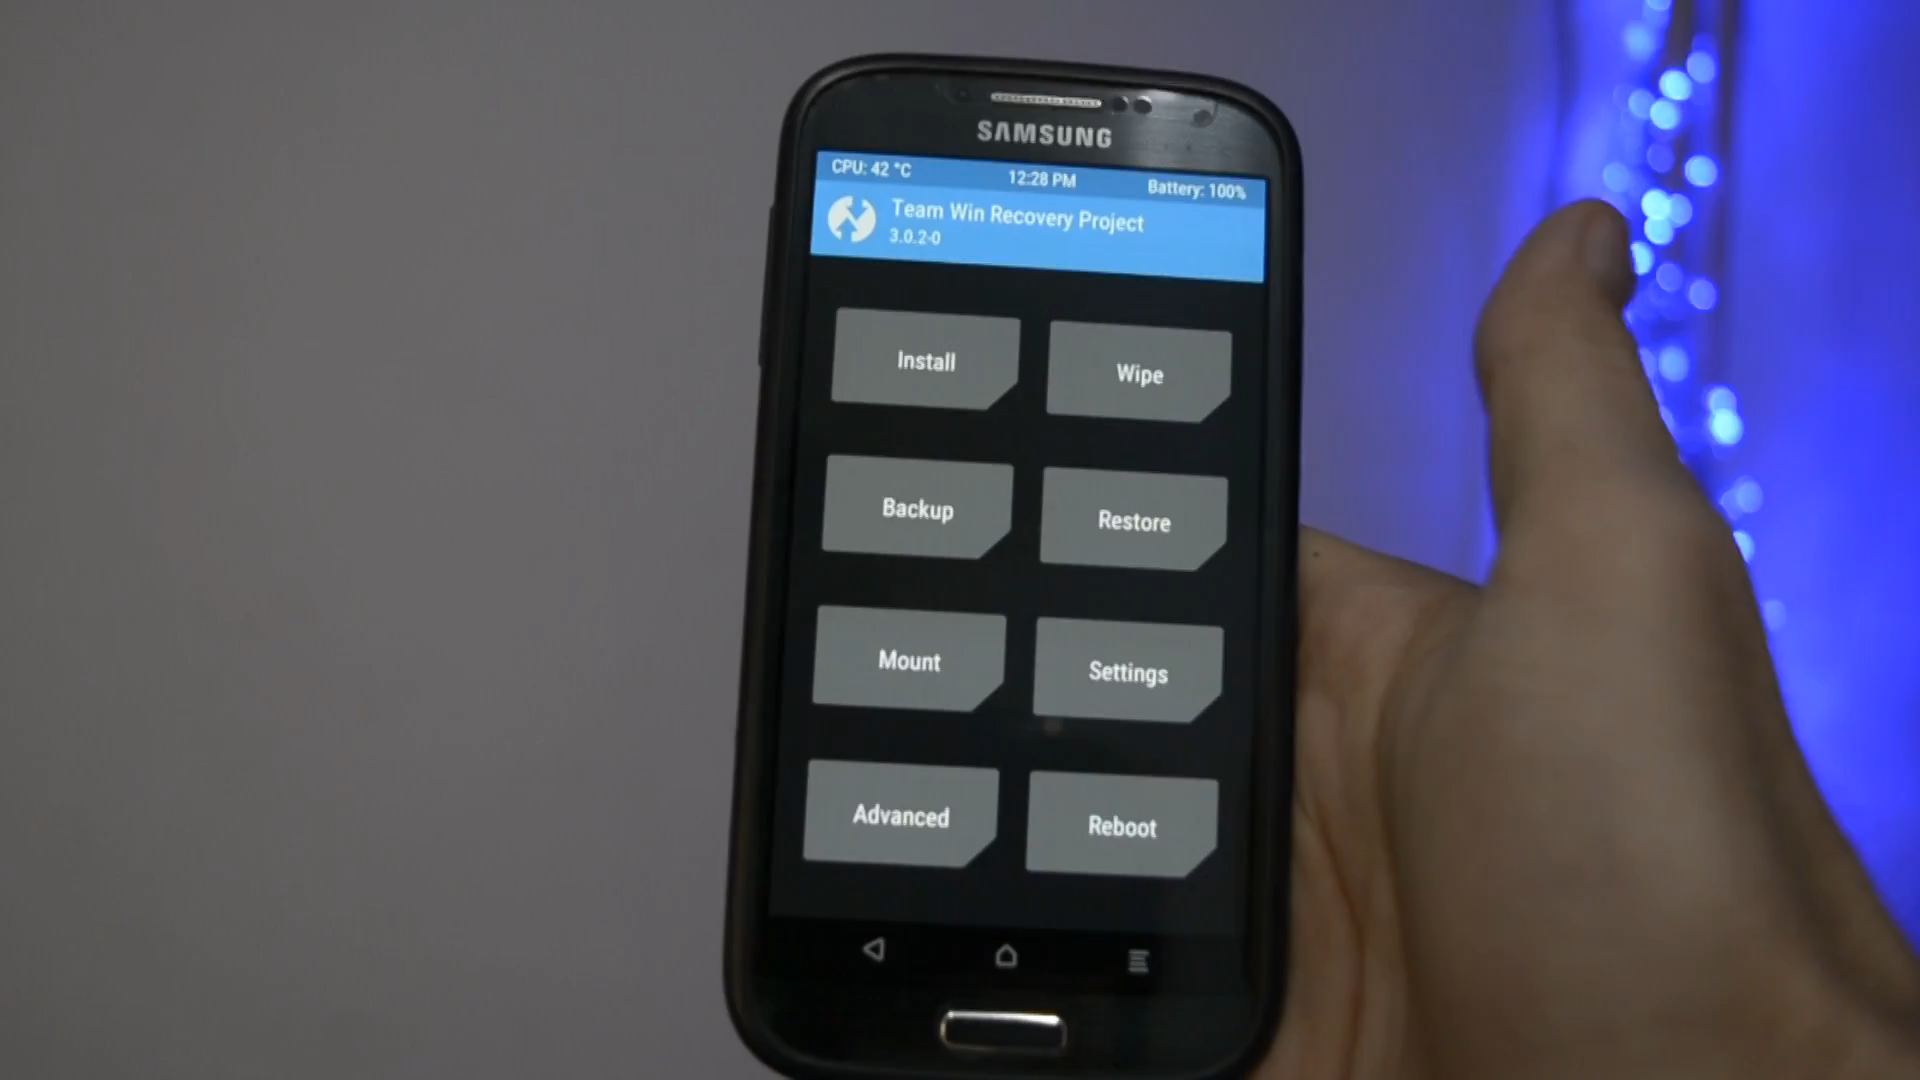 SAMSUNG
CPU: 42 °C 12:28 PM Battery: 100%
Team Win Recovery Project
3.0.2-0
Install Wipe
Backup Restore
Mount Settings
Advanced Reboot